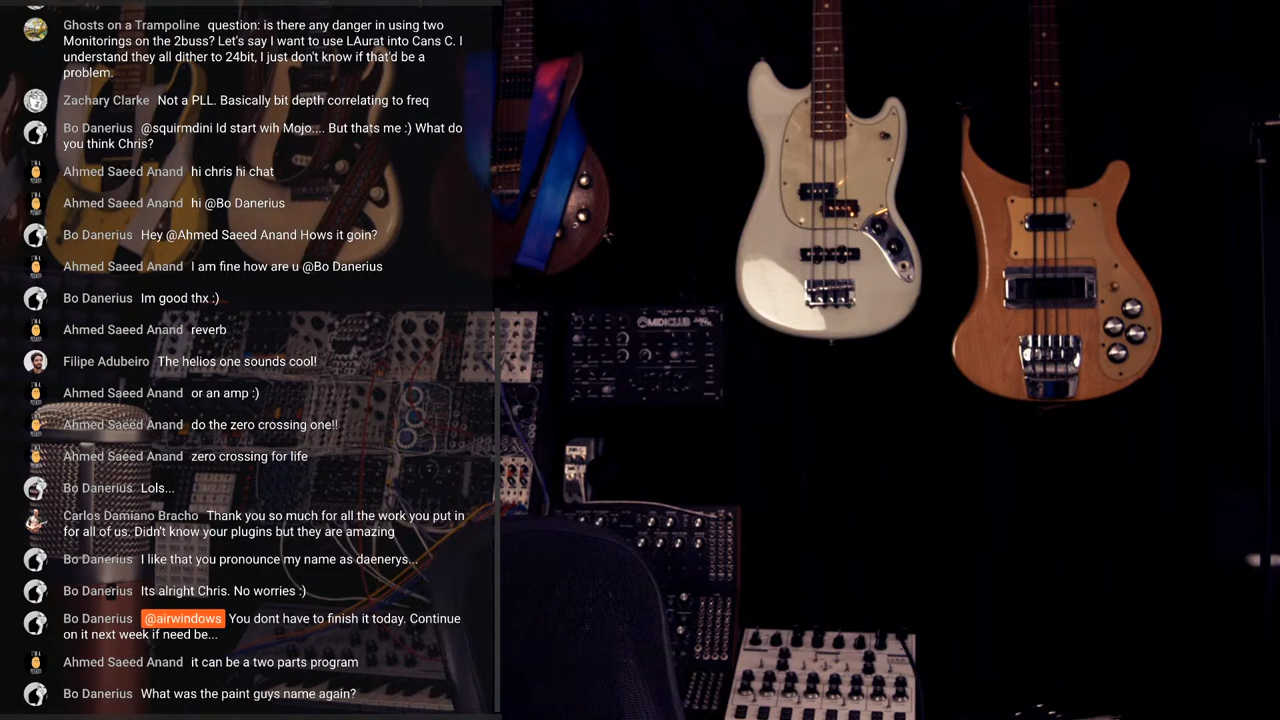 Ghosts on a Trampoline question: is there any danger in using two
Monitorings on the 2buss? Let's say I want to use LAurat into Cans C. I
understand they all dither to 24bit, I just don't know if that'd be a
problem.
Zachary Clarke Not a PLL. Basically bit depth correlating to freq
Bo Danerius @squirmdini I'd start wih Mojo.... But thats me :) What do
you think Chris?
Ahmed Saeed Anand hi chris hi chat
Ahmed Saeed Anand hi @Bo Danerius
Bo Danerius Hey @Ahmed Saeed Anand Hows it goin?
Ahmed Saeed Anand I am fine how are u @Bo Danerius
Bo Danerius Im good thx :)
Ahmed Saeed Anand reverb
Filipe Adubeiro The helios one sounds cool!
Ahmed Saeed Anand or an amp :)
Ahmed Saeed Anand do the zero crossing one!!
Ahmed Saeed Anand zero crossing for life
Bo Danerius Lols...
Carlos Damiano Bracho Thank you so much for all the work you put in
for all of us. Didn't know your plugins but they are amazing
Bo Danerius I like that you pronounce my name as daenerys...
Bo Danerius Its alright Chris. No worries :)
Bo Danerius @airwindows You dont have to finish it today. Continue
on it next week if need be...
Ahmed Saeed Anand it can be a two parts program
Bo Danerius What was the paint guys name again?
MIDICLUB